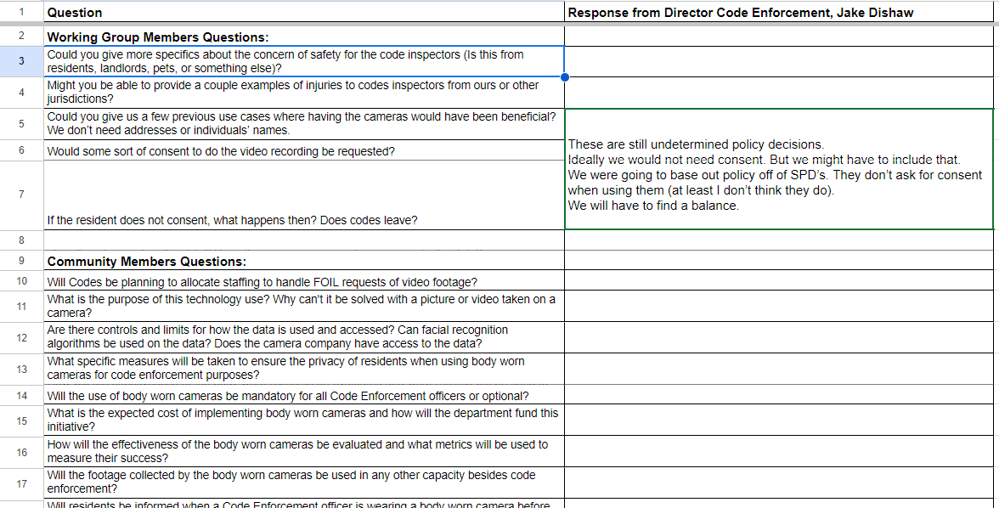 1 Question Response from Director Code Enforcement, Jake Dishaw
2 Working Group Members Questions:
3 Could you give more specifics about the concern of safety for the code inspectors (Is this from
residents, landlords, pets, or something else)?
4 Might you be able to provide a couple examples of injuries to codes inspectors from ours or other
jurisdictions?
5 Could you give us a few previous use cases where having the cameras would have been beneficial?
We don't need addresses or individuals' names.
6 Would some sort of consent to do the video recording be requested?
7 If the resident does not consent, what happens then? Does codes leave?
These are still undetermined policy decisions.
Ideally we would not need consent. But we might have to include that.
We were going to base out policy off of SPD's. They don't ask for consent
when using them (at least I don't think they do).
We will have to find a balance.
8
9 Community Members Questions:
10 Will Codes be planning to allocate staffing to handle FOIL requests of video footage?
11 What is the purpose of this technology use? Why can't it be solved with a picture or video taken on a
camera?
12 Are there controls and limits for how the data is used and accessed? Can facial recognition
algorithms be used on the data? Does the camera company have access to the data?
13 What specific measures will be taken to ensure the privacy of residents when using body worn
cameras for code enforcement purposes?
14 Will the use of body worn cameras be mandatory for all Code Enforcement officers or optional?
15 What is the expected cost of implementing body worn cameras and how will the department fund this
initiative?
16 How will the effectiveness of the body worn cameras be evaluated and what metrics will be used to
measure their success?
17 Will the footage collected by the body worn cameras be used in any other capacity besides code
enforcement?
Will residents be informed when a Code Enforcement officer is wearing a body worn camera before